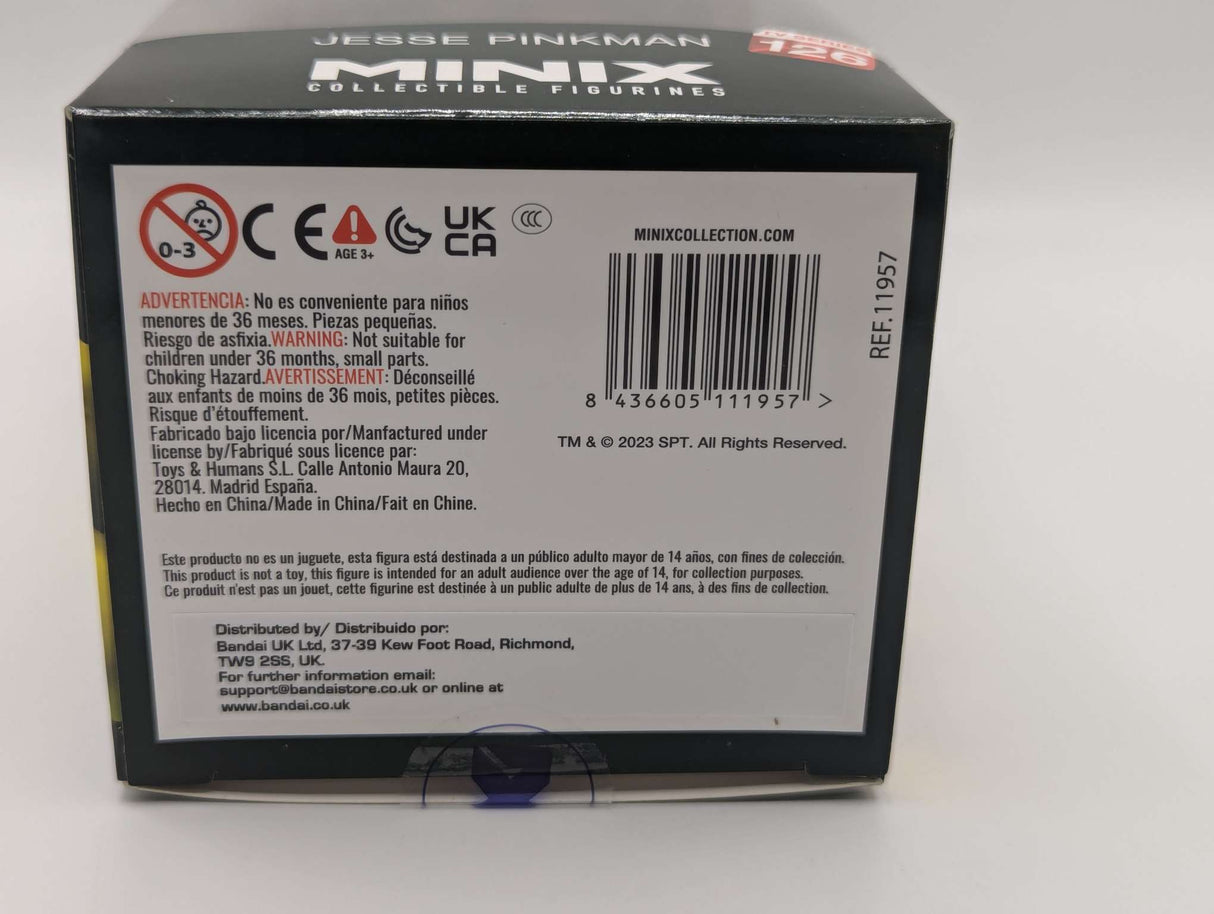 JESSE PINKMAN
TV SERIES
126
MINIX
COLLECTIBLE FIGURINES
0-3
CE
AGE 3+
UK
CA
CCC
ADVERTENCIA: No es conveniente para niños
menores de 36 meses. Piezas pequeñas.
Riesgo de asfixia.WARNING: Not suitable for
children under 36 months, small parts.
Choking Hazard.AVERTISSEMENT: Déconseillé
aux enfants de moins de 36 mois, petites pièces.
Risque d'étouffement.
Fabricado bajo licencia por/Manfactured under
license by/Fabriqué sous licence par:
Toys & Humans S.L. Calle Antonio Maura 20,
28014. Madrid España.
Hecho en China/Made in China/Fait en Chine.
MINIXCOLLECTION.COM
8 436605 111957 >
REF.11957
TM & © 2023 SPT. All Rights Reserved.
Este producto no es un juguete, esta figura está destinada a un público adulto mayor de 14 años, con fines de colección.
This product is not a toy, this figure is intended for an adult audience over the age of 14, for collection purposes.
Ce produit n'est pas un jouet, cette figurine est destinée à un public adulte de plus de 14 ans, à des fins de collection.
Distributed by/ Distribuido por:
Bandai UK Ltd, 37-39 Kew Foot Road, Richmond,
TW9 2SS, UK.
For further information email:
support@bandaistore.co.uk or online at
www.bandai.co.uk